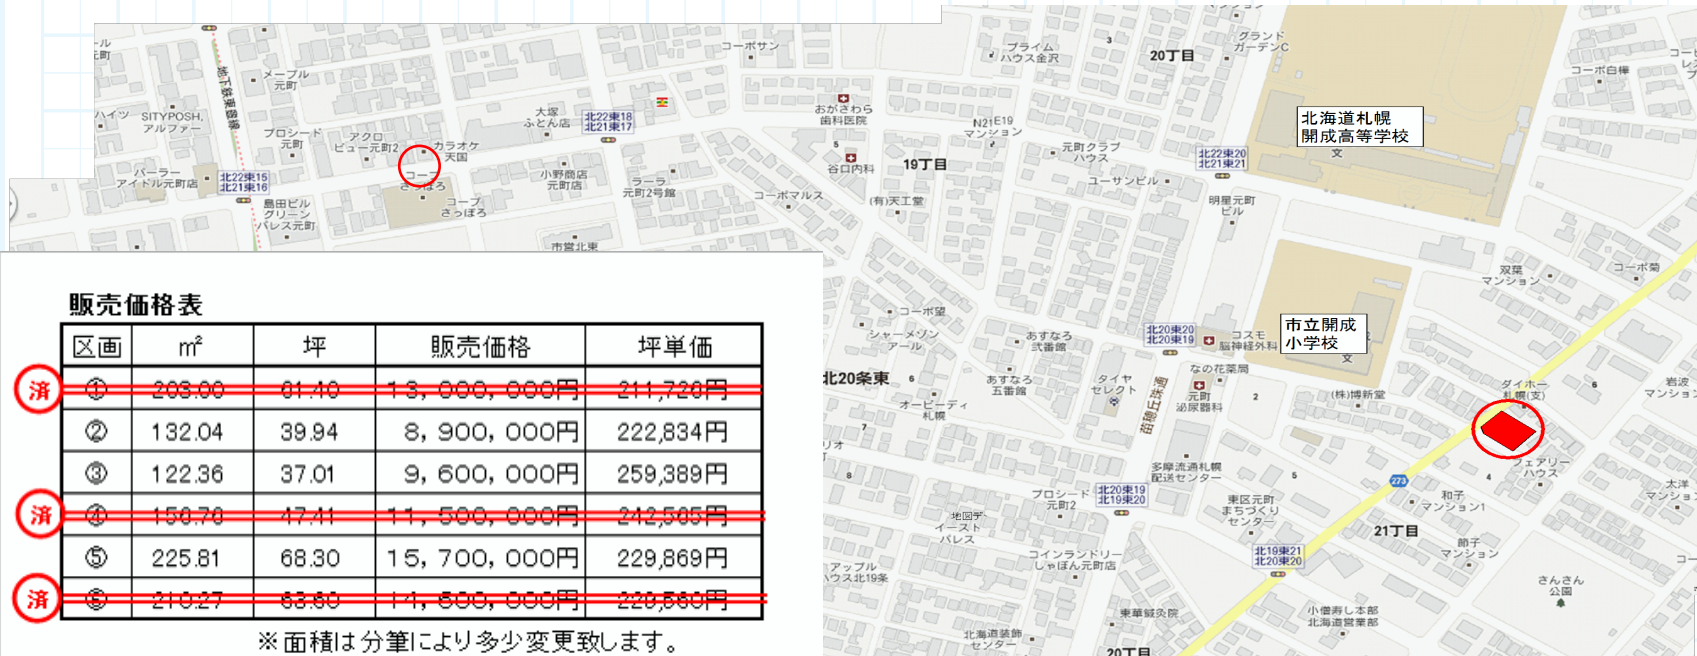 コーポサン
プライム
ハウス金沢
3
20丁目
グランド
ガーデンC
コーポ白樺
メープル
元町
SITYPOSH,
アルファー
ハイツ
地下鉄東豊線
プロシード
元町
アクロ
ビュー元町2
カラオケ
天国
大塚
ふとん店
北22東18
北21東17
おがさわら
歯科医院
5
谷口内科
19丁目
N21E19
マンション
元町クラブ
ハウス
ユーサンビル
北22東20
北21東21
北海道札幌
開成高等学校
文
パーラー
アイドル元町店
北22東15
北21東16
コープ
さっぽろ
コープ
さっぽろ
小野商店
元町店
ラーラ
元町2号館
コーポマルス
(有)天工堂
明星元町
ビル
島田ビル
グリーン
パレス元町
市営北東
双葉
マンション
コーポ菊
コーポ望
シャーメゾン
アール
あすなろ
弐番館
北20東20
北20東19
コスモ
脳神経外科
市立開成
小学校
文
北20条東
6
あすなろ
五番館
オービーディ
札幌
タイヤ
セレクト
苗穂丘珠通
なの花薬局
元町
泌尿器科
2
(株)博新堂
ダイホー
札幌(支)
6
岩波
マンション
7
8
多摩流通札幌
配送センター
5
273
4
フェアリー
ハウス
和子
マンション1
太洋
マンション
プロシード
元町2
北20東19
北19東20
東区元町
まちづくり
センター
21丁目
節子
マンション
地図デ
イースト
パレス
コインランドリー
しゃぼん元町店
北19東21
北20東20
アップル
ハウス北19条
さんさん
公園
東華鍼灸院
小僧寿し本部
北海道営業部
北海道装飾
センター
20丁目
販売価格表
区画 m² 坪 販売価格 坪単価
済 ① 203.00 61.40 13,000,000円 211,720円
② 132.04 39.94 8,900,000円 222,834円
③ 122.36 37.01 9,600,000円 259,389円
済 ④ 156.76 47.41 11,500,000円 242,565円
⑤ 225.81 68.30 15,700,000円 229,869円
済 ⑥ 210.27 63.60 14,600,000円 229,560円
※面積は分筆により多少変更致します。